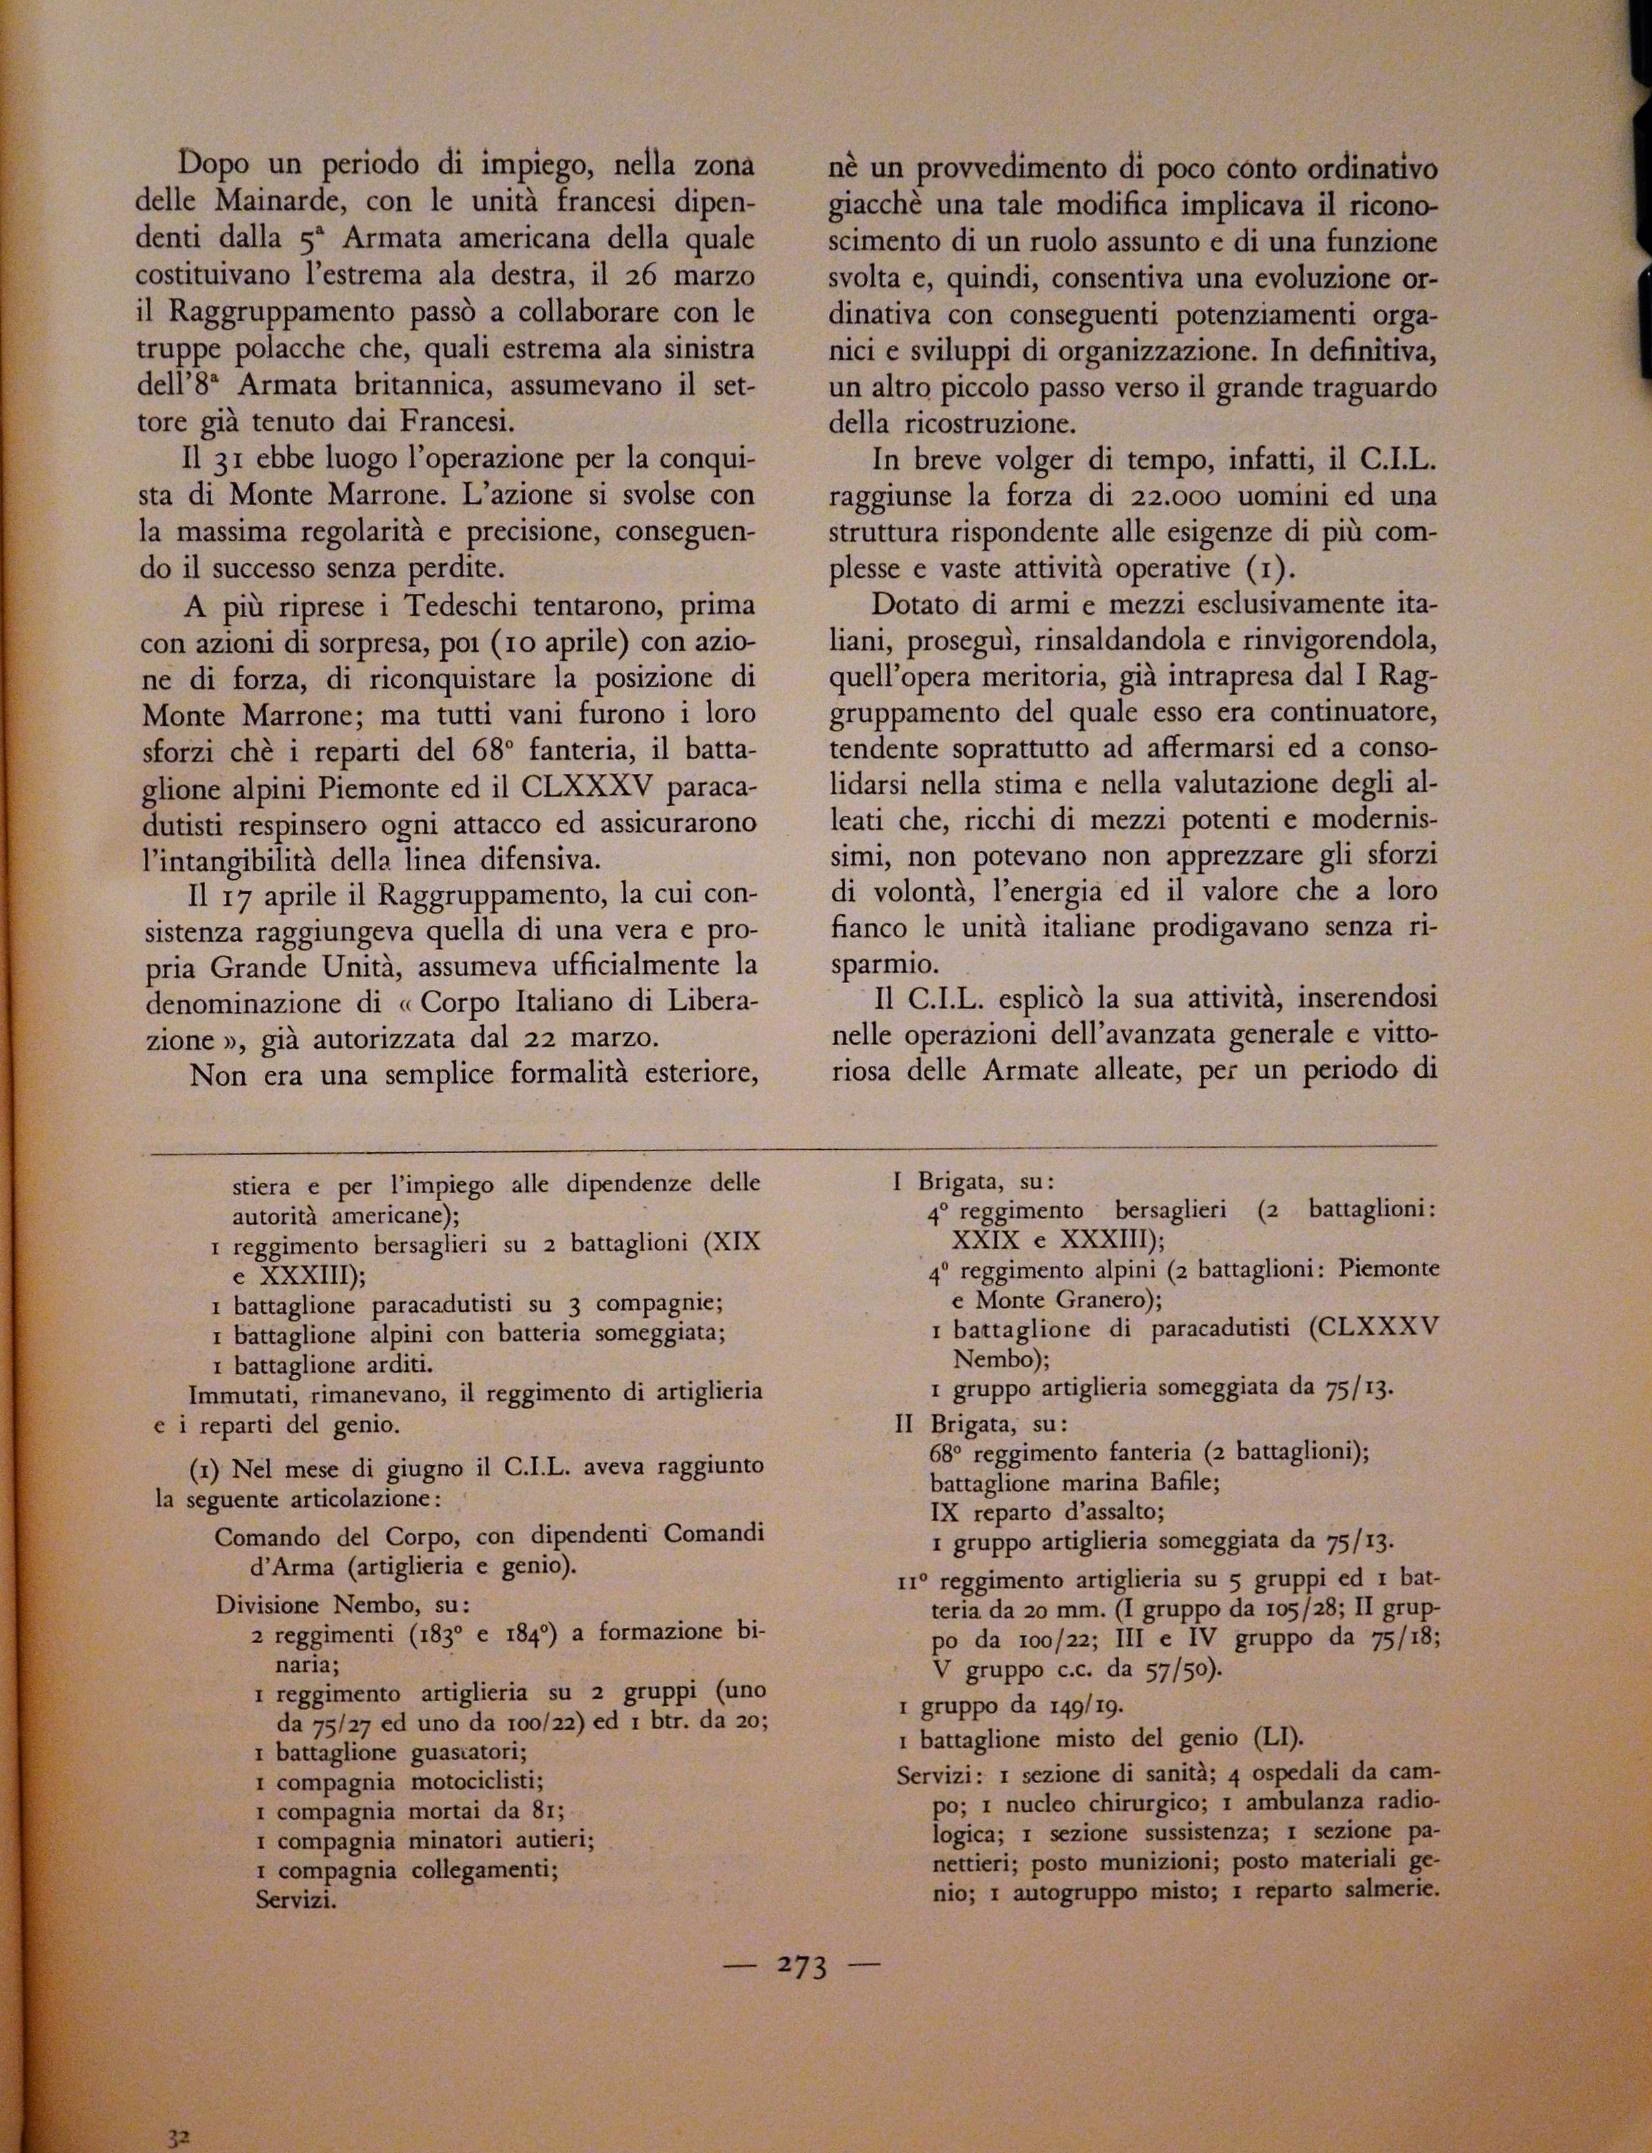 Dopo un periodo di impiego, nella zona
delle Mainarde, con le unità francesi dipen-
denti dalla 5ª Armata americana della quale
costituivano l'estrema ala destra, il 26 marzo
il Raggruppamento passò a collaborare con le
truppe polacche che, quali estrema ala sinistra
dell'8ª Armata britannica, assumevano il set-
tore già tenuto dai Francesi.
Il 31 ebbe luogo l'operazione per la conqui-
sta di Monte Marrone. L'azione si svolse con
la massima regolarità e precisione, conseguen-
do il successo senza perdite.
A più riprese i Tedeschi tentarono, prima
con azioni di sorpresa, poi (10 aprile) con azio-
ne di forza, di riconquistare la posizione di
Monte Marrone; ma tutti vani furono i loro
sforzi chè i reparti del 68º fanteria, il batta-
glione alpini Piemonte ed il CLXXXV paraca-
dutisti respinsero ogni attacco ed assicurarono
l'intangibilità della linea difensiva.
Il 17 aprile il Raggruppamento, la cui con-
sistenza raggiungeva quella di una vera e pro-
pria Grande Unità, assumeva ufficialmente la
denominazione di « Corpo Italiano di Libera-
zione », già autorizzata dal 22 marzo.
Non era una semplice formalità esteriore,
nè un provvedimento di poco conto ordinativo
giacchè una tale modifica implicava il ricono-
scimento di un ruolo assunto e di una funzione
svolta e, quindi, consentiva una evoluzione or-
dinativa con conseguenti potenziamenti orga-
nici e sviluppi di organizzazione. In definitiva,
un altro piccolo passo verso il grande traguardo
della ricostruzione.
In breve volger di tempo, infatti, il C.I.L.
raggiunse la forza di 22.000 uomini ed una
struttura rispondente alle esigenze di più com-
plesse e vaste attività operative (1).
Dotato di armi e mezzi esclusivamente ita-
liani, proseguì, rinsaldandola e rinvigorendola,
quell'opera meritoria, già intrapresa dal I Rag-
gruppamento del quale esso era continuatore,
tendente soprattutto ad affermarsi ed a conso-
lidarsi nella stima e nella valutazione degli al-
leati che, ricchi di mezzi potenti e modernis-
simi, non potevano non apprezzare gli sforzi
di volontà, l'energia ed il valore che a loro
fianco le unità italiane prodigavano senza ri-
sparmio.
Il C.I.L. esplicò la sua attività, inserendosi
nelle operazioni dell'avanzata generale e vitto-
riosa delle Armate alleate, per un periodo di
stiera e per l'impiego alle dipendenze delle
autorità americane);
1 reggimento bersaglieri su 2 battaglioni (XIX
e XXXIII);
1 battaglione paracadutisti su 3 compagnie;
1 battaglione alpini con batteria someggiata;
1 battaglione arditi.
Immutati, rimanevano, il reggimento di artiglieria
e i reparti del genio.
(1) Nel mese di giugno il C.I.L. aveva raggiunto
la seguente articolazione:
Comando del Corpo, con dipendenti Comandi
d'Arma (artiglieria e genio).
Divisione Nembo, su:
2 reggimenti (183º e 184º) a formazione bi-
naria;
1 reggimento artiglieria su 2 gruppi (uno
da 75/27 ed uno da 100/22) ed 1 btr. da 20;
1 battaglione guastatori;
1 compagnia motociclisti;
1 compagnia mortai da 81;
1 compagnia minatori autieri;
1 compagnia collegamenti;
Servizi.
I Brigata, su:
4º reggimento bersaglieri (2 battaglioni:
XXIX e XXXIII);
4º reggimento alpini (2 battaglioni: Piemonte
e Monte Granero);
1 battaglione di paracadutisti (CLXXXV
Nembo);
1 gruppo artiglieria someggiata da 75/13.
II Brigata, su:
68º reggimento fanteria (2 battaglioni);
battaglione marina Bafile;
IX reparto d'assalto;
1 gruppo artiglieria someggiata da 75/13.
11º reggimento artiglieria su 5 gruppi ed 1 bat-
teria da 20 mm. (I gruppo da 105/28; II grup-
po da 100/22; III e IV gruppo da 75/18;
V gruppo c.c. da 57/50).
1 gruppo da 149/19.
1 battaglione misto del genio (LI).
Servizi: 1 sezione di sanità; 4 ospedali da cam-
po; 1 nucleo chirurgico; 1 ambulanza radio-
logica; 1 sezione sussistenza; 1 sezione pa-
nettieri; posto munizioni; posto materiali ge-
nio; 1 autogruppo misto; 1 reparto salmerie.
— 273 —
32